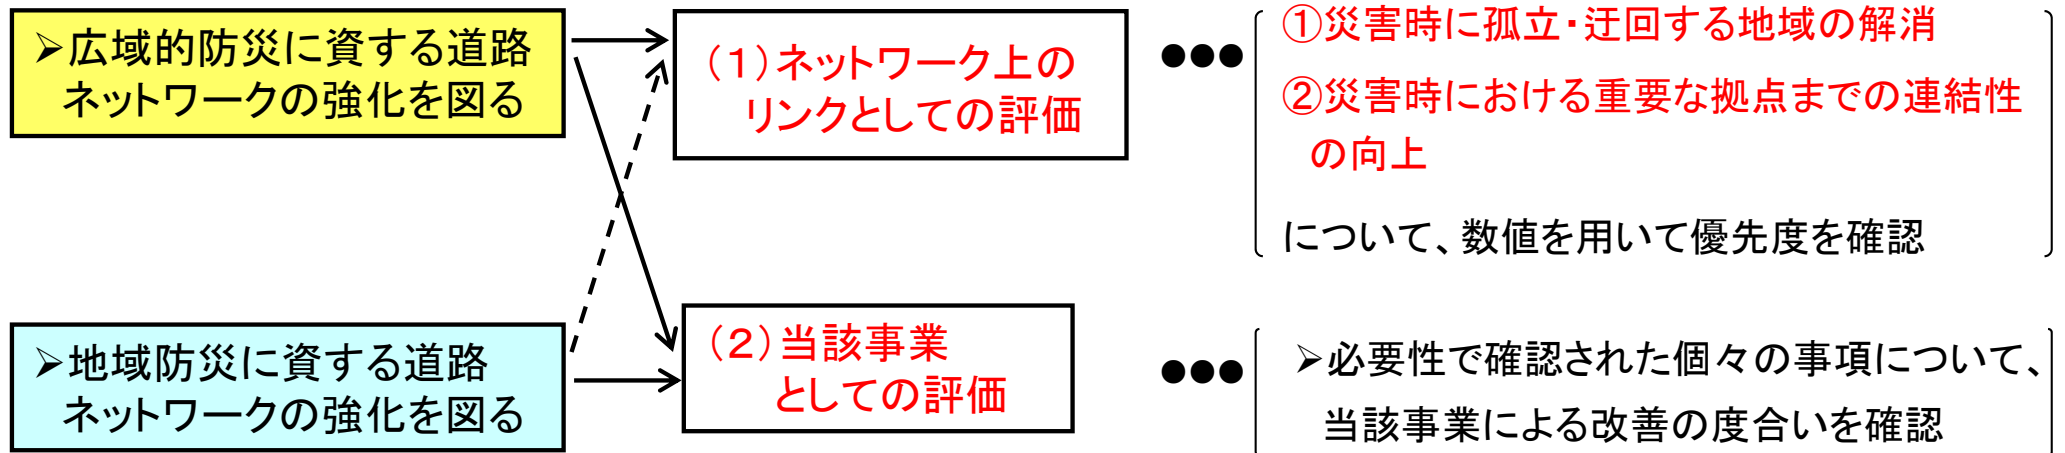 ➢広域的防災に資する道路
ネットワークの強化を図る
(1)ネットワーク上の
リンクとしての評価
●●●
①災害時に孤立・迂回する地域の解消
②災害時における重要な拠点までの連結性
の向上
について、数値を用いて優先度を確認
➢地域防災に資する道路
ネットワークの強化を図る
(2)当該事業
としての評価
●●●
➢必要性で確認された個々の事項について、
当該事業による改善の度合いを確認